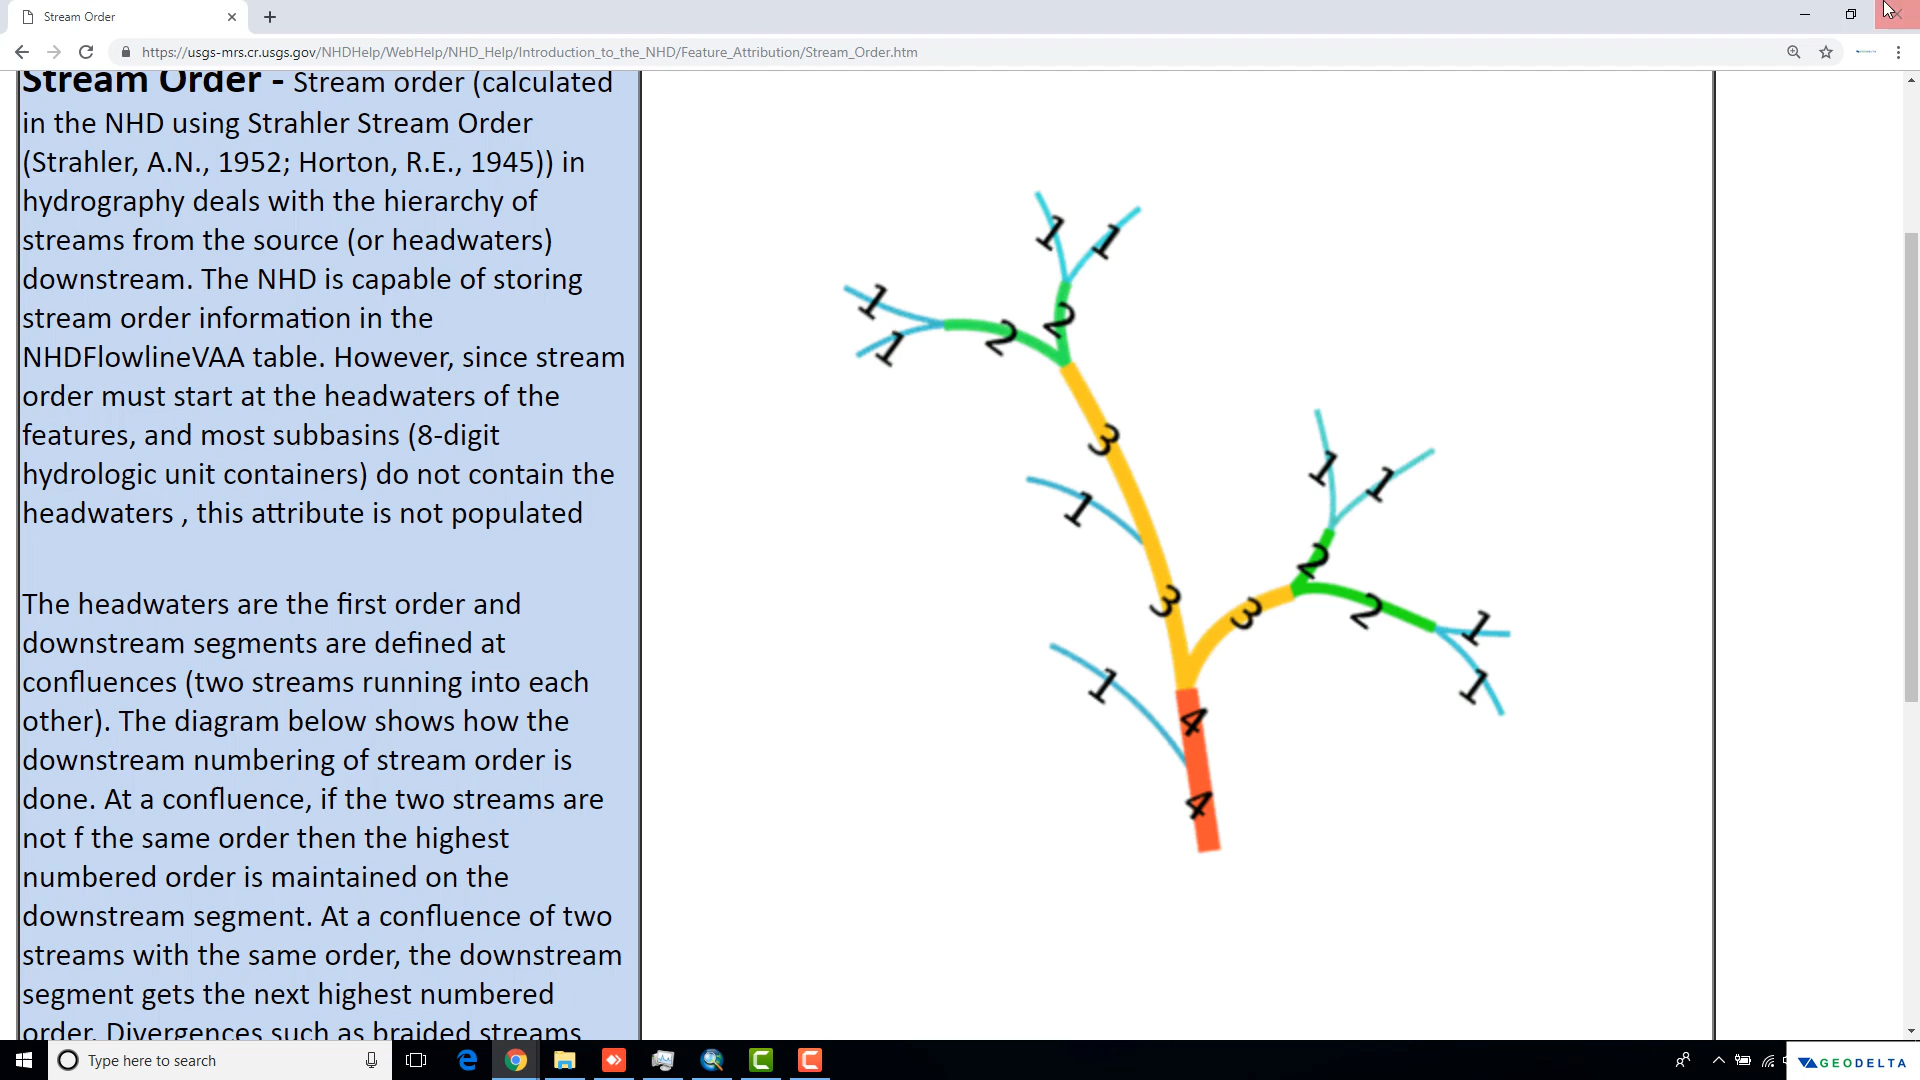 Stream Order
https://usgs-mrs.cr.usgs.gov/NHDHelp/WebHelp/NHD_Help/Introduction_to_the_NHD/Feature_Attribution/Stream_Order.htm
Stream Order - Stream order (calculated
in the NHD using Strahler Stream Order
(Strahler, A.N., 1952; Horton, R.E., 1945)) in
hydrography deals with the hierarchy of
streams from the source (or headwaters)
downstream. The NHD is capable of storing
stream order information in the
NHDFlowlineVAA table. However, since stream
order must start at the headwaters of the
features, and most subbasins (8-digit
hydrologic unit containers) do not contain the
headwaters , this attribute is not populated
The headwaters are the first order and
downstream segments are defined at
confluences (two streams running into each
other). The diagram below shows how the
downstream numbering of stream order is
done. At a confluence, if the two streams are
not f the same order then the highest
numbered order is maintained on the
downstream segment. At a confluence of two
streams with the same order, the downstream
segment gets the next highest numbered
order. Divergences such as braided streams
1
1
1
1
2
2
3
1
1
1
2
3
3
2
1
1
1
4
4
Type here to search
GEODELTA